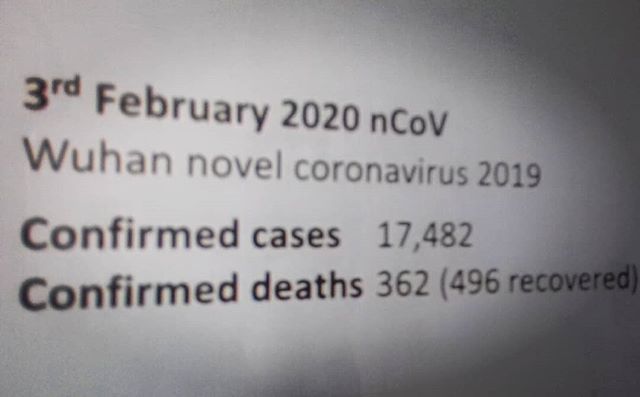 3rd February 2020 nCoV
Wuhan novel coronavirus 2019
Confirmed cases 17,482
Confirmed deaths 362 (496 recovered)